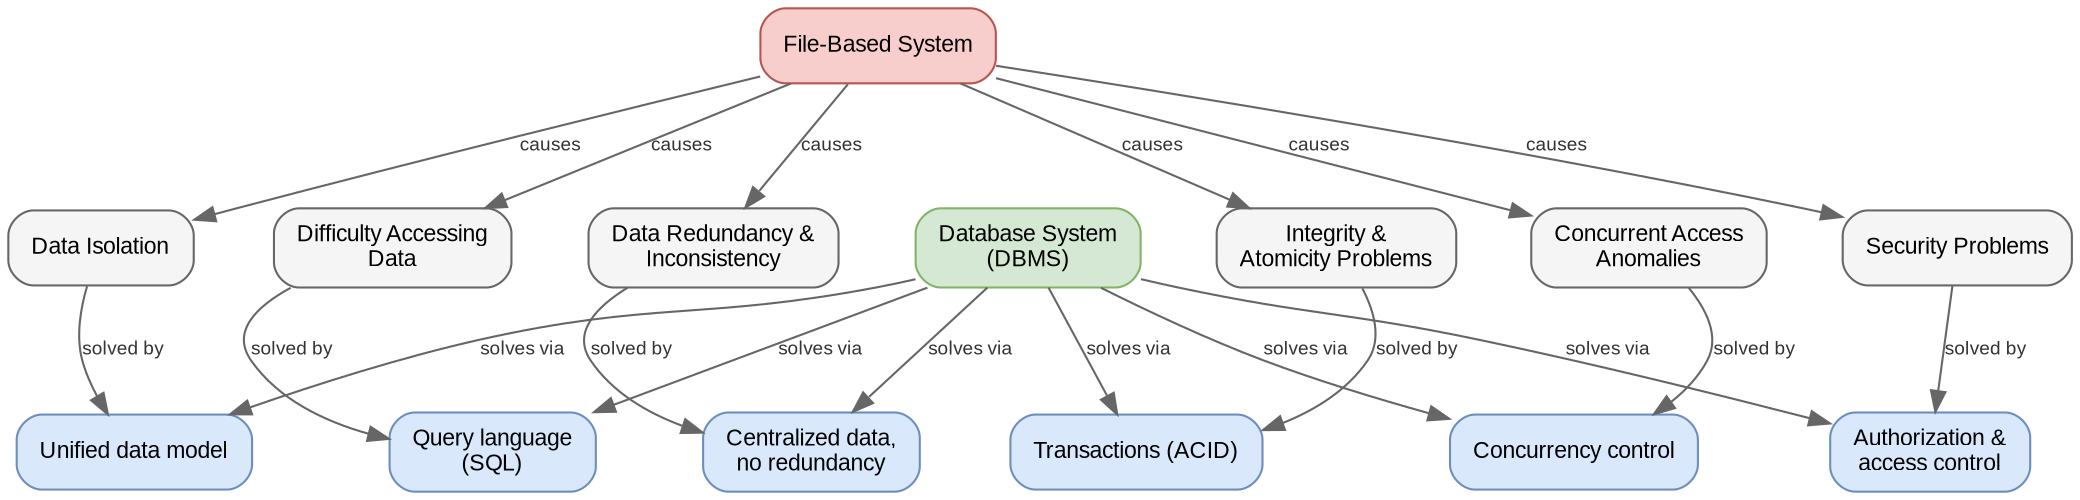 File-Based System
causes
causes
causes
causes
causes
causes
Data Isolation
Difficulty Accessing
Data
Data Redundancy &
Inconsistency
Database System
(DBMS)
Integrity &
Atomicity Problems
Concurrent Access
Anomalies
Security Problems
solved by
solved by
solves via
solved by
solves via
solves via
solves via
solves via
solved by
solves via
solved by
solved by
Unified data model
Query language
(SQL)
Centralized data,
no redundancy
Transactions (ACID)
Concurrency control
Authorization &
access control